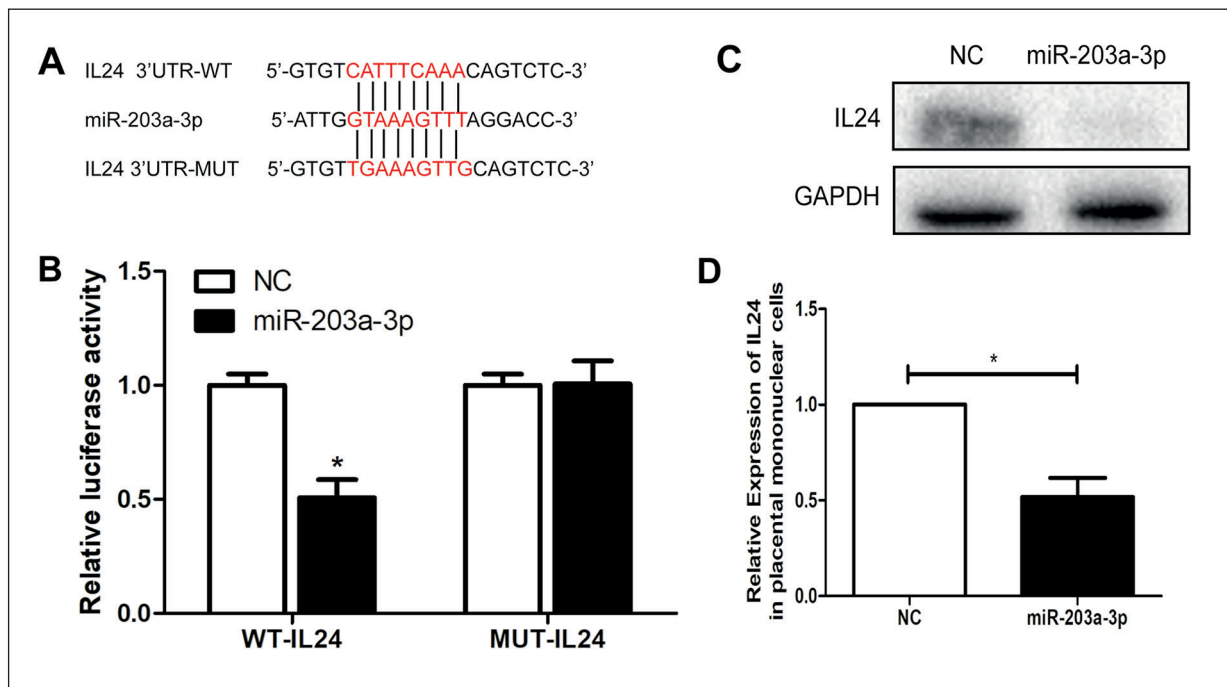 A
IL24 3'UTR-WT 5'-GTGTCATTTCAAACAGTCTC-3'
miR-203a-3p 5'-ATTGGTAAAGTTTAGGACC-3'
IL24 3'UTR-MUT 5'-GTGTTGAAAGTTGCAGTCTC-3'
B
Relative luciferase activity
1.5
1.0
0.5
0.0
NC
miR-203a-3p
*
WT-IL24 MUT-IL24
C
NC miR-203a-3p
IL24
GAPDH
D
Relative Expression of IL24
in placental mononuclear cells
1.5
1.0
0.5
0.0
*
NC miR-203a-3p